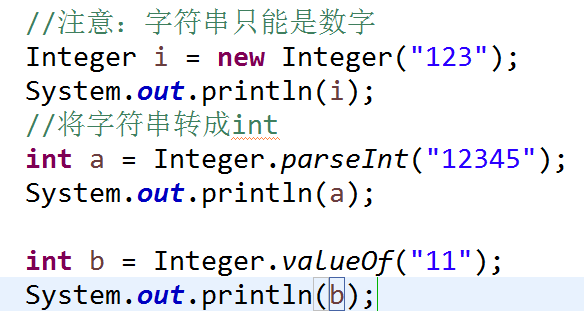 //注意：字符串只能是数字
Integer i = new Integer("123");
System.out.println(i);
//将字符串转成int
int a = Integer.parseInt("12345");
System.out.println(a);
int b = Integer.valueOf("11");
System.out.println(b);